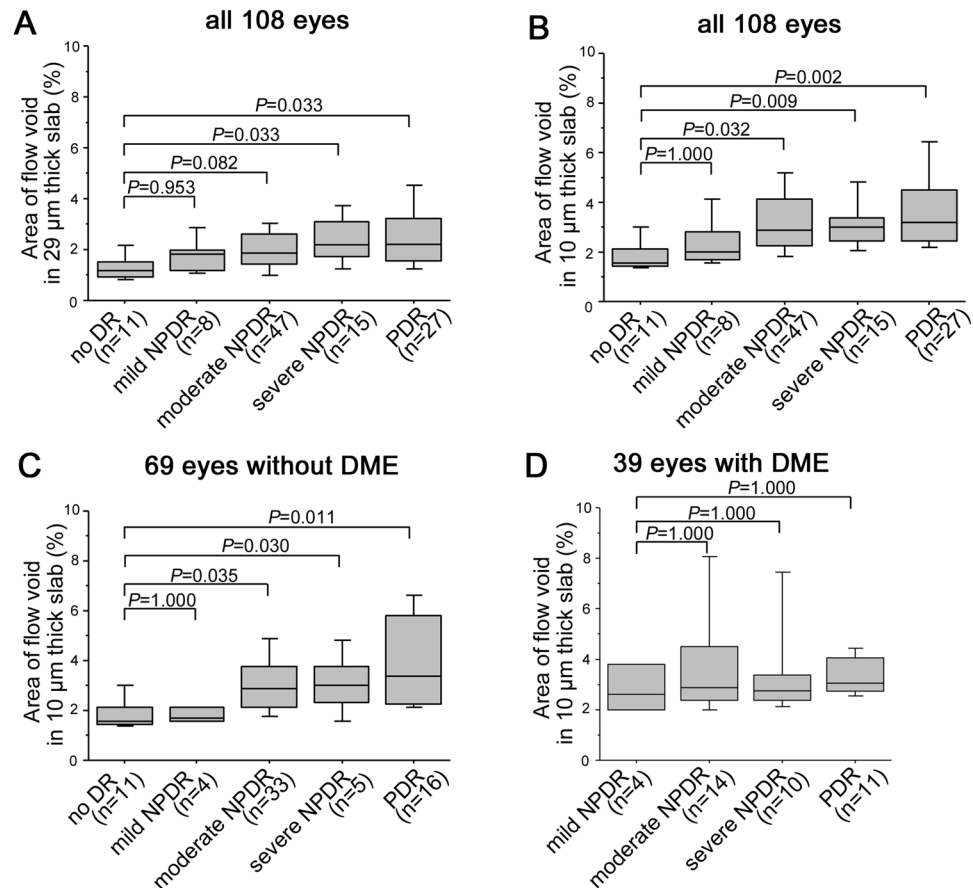 A
all 108 eyes
Area of flow void
in 29 µm thick slab (%)
10
8
6
4
2
0
P=0.033
P=0.033
P=0.082
P=0.953
no DR
(n=11)
mild NPDR
(n=8)
moderate NPDR
(n=47)
severe NPDR
(n=15)
PDR
(n=27)
B
all 108 eyes
Area of flow void
in 10 µm thick slab (%)
10
8
6
4
2
0
P=0.002
P=0.009
P=0.032
P=1.000
no DR
(n=11)
mild NPDR
(n=8)
moderate NPDR
(n=47)
severe NPDR
(n=15)
PDR
(n=27)
C
69 eyes without DME
Area of flow void
in 10 µm thick slab (%)
10
8
6
4
2
0
P=0.011
P=0.030
P=0.035
P=1.000
no DR
(n=11)
mild NPDR
(n=4)
moderate NPDR
(n=33)
severe NPDR
(n=5)
PDR
(n=16)
D
39 eyes with DME
Area of flow void
in 10 µm thick slab (%)
10
8
6
4
2
0
P=1.000
P=1.000
P=1.000
mild NPDR
(n=4)
moderate NPDR
(n=14)
severe NPDR
(n=10)
PDR
(n=11)